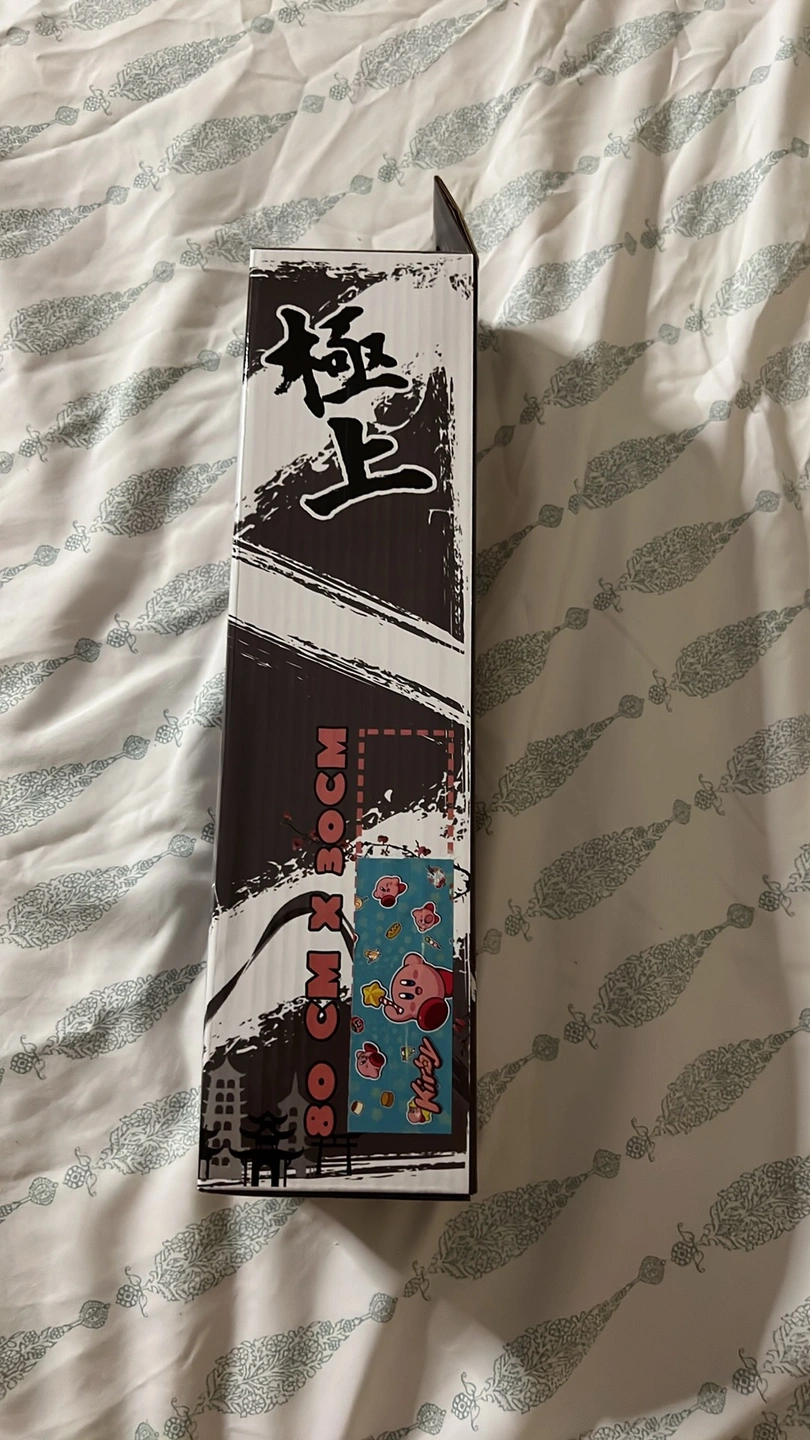 極
上
80 CM X 30CM
Kirby